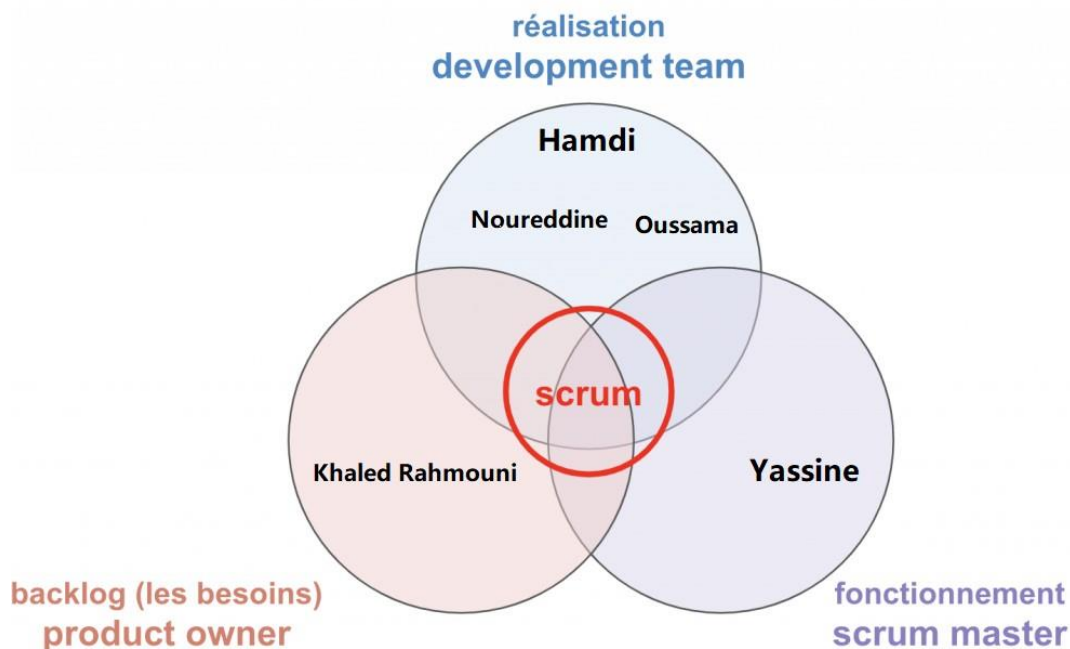 réalisation
development team
Hamdi
Noureddine
Oussama
scrum
Khaled Rahmouni
Yassine
backlog (les besoins)
product owner
fonctionnement
scrum master